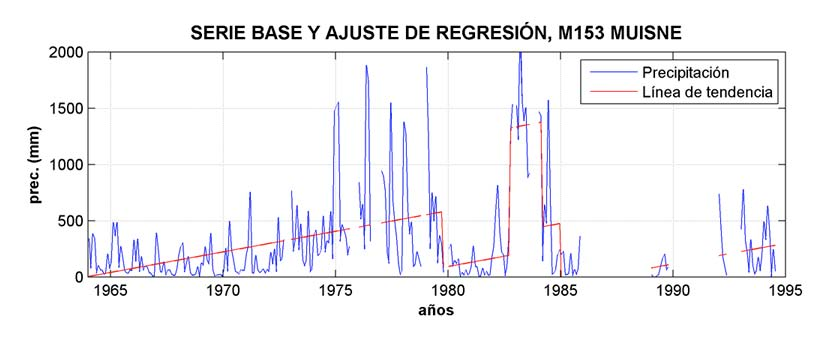 SERIE BASE Y AJUSTE DE REGRESIÓN, M153 MUISNE
2000
1500
1000
500
0
prec. (mm)
Precipitación
Línea de tendencia
1965 1970 1975 1980 1985 1990 1995
años